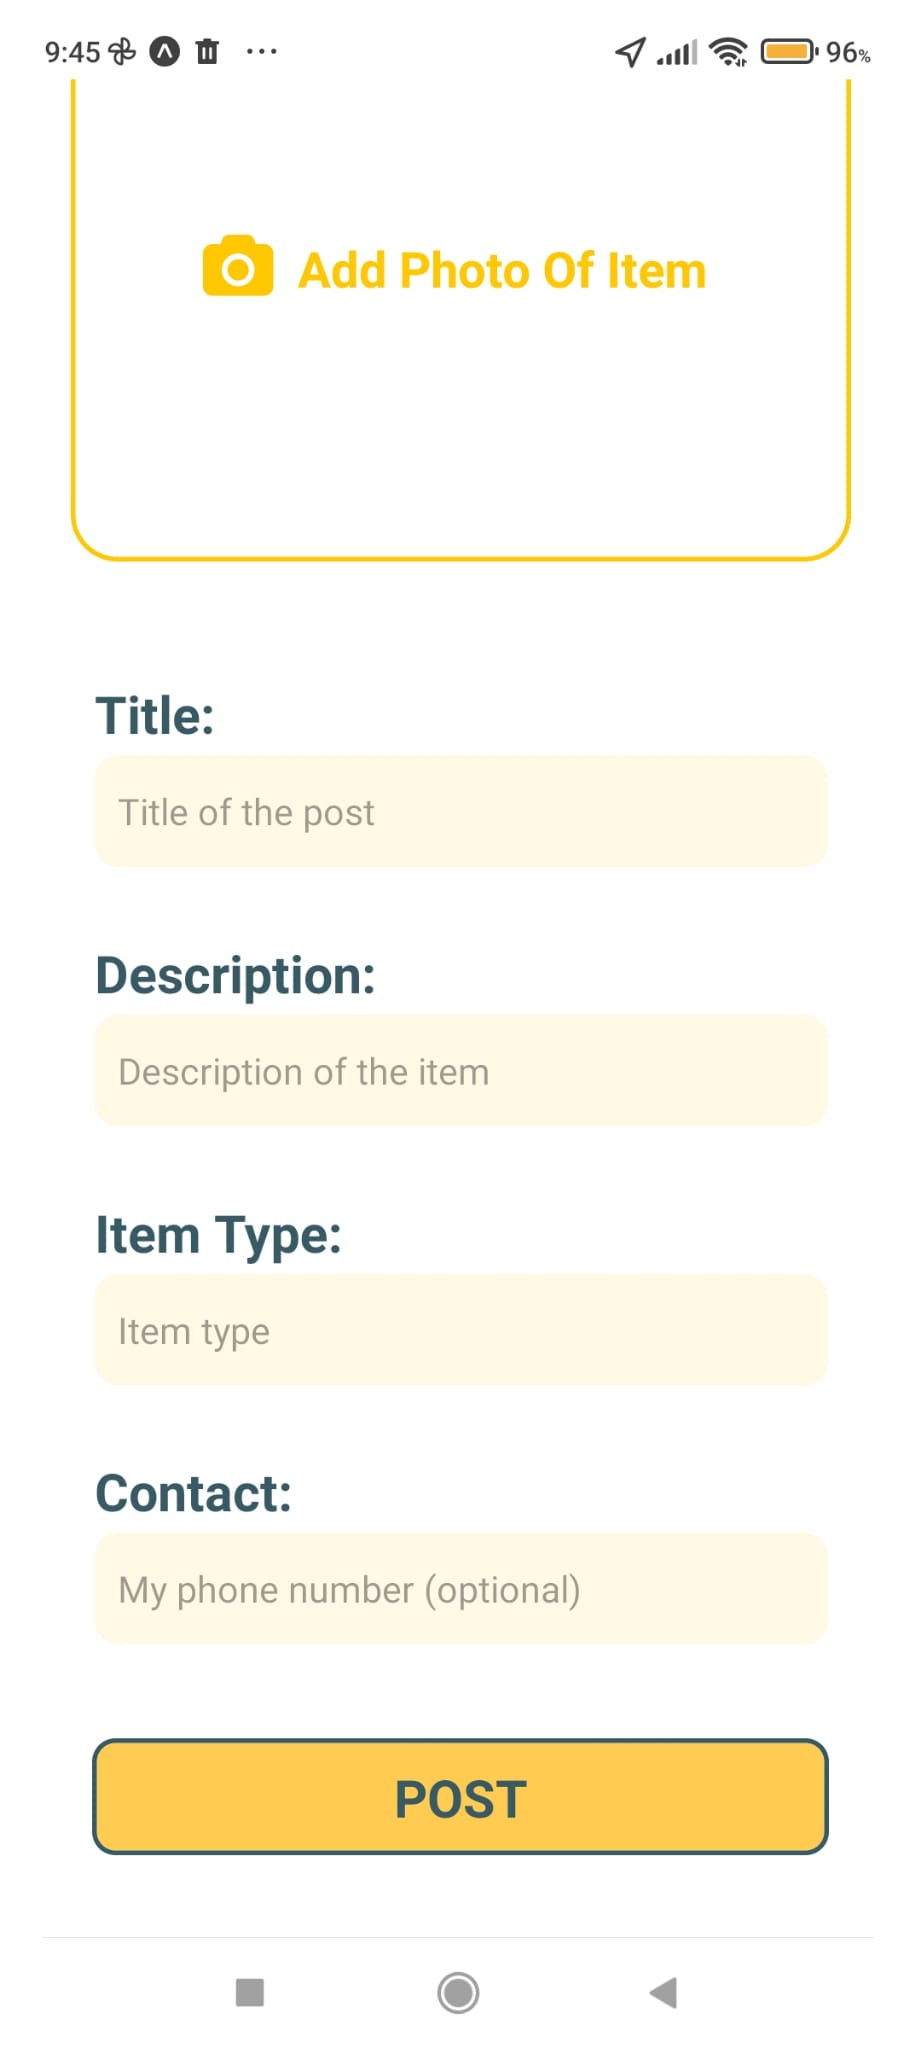 9:45 ... 96%
Add Photo Of Item
Title:
Title of the post
Description:
Description of the item
Item Type:
Item type
Contact:
My phone number (optional)
POST